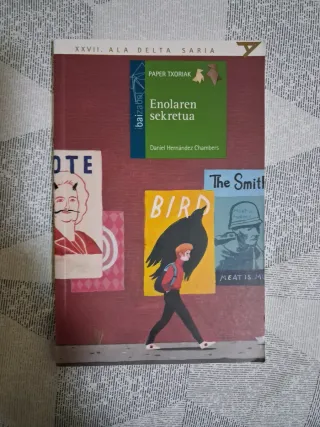 XXVII. ALA DELTA SARIA
PAPER TXORIAK
ibaizabal
Enolaren
sekretua
Daniel Hernández Chambers
OTE
BIRD
The Smith
MEAT IS M